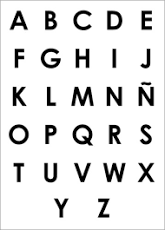 A B C D E
F G H I J
K L M N Ñ
O P Q R S
T U V W X
Y Z